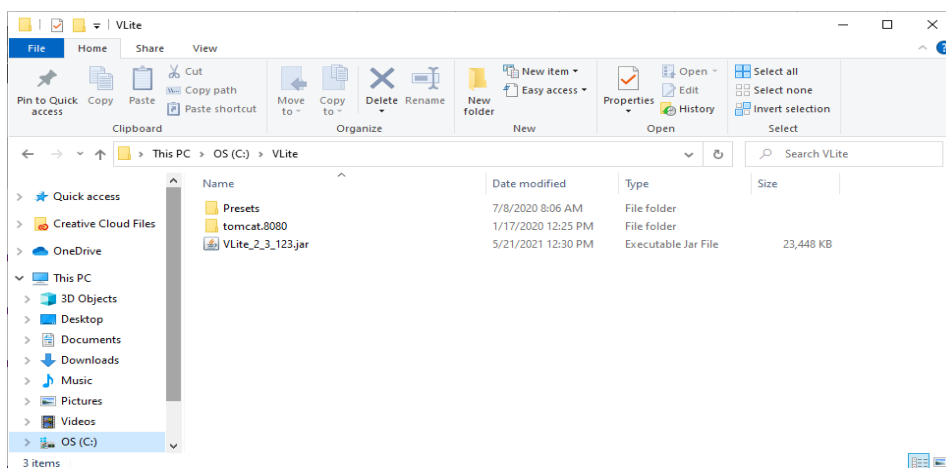 VLite
File Home Share View
Pin to Quick access Copy Paste Cut Copy path Paste shortcut Move to Copy to Delete Rename New folder New item Easy access Properties Open Edit History Select all Select none Invert selection
Clipboard Organize New Open Select
This PC > OS (C:) > VLite Search VLite
Name Date modified Type Size
Quick access
Presets 7/8/2020 8:06 AM File folder
Creative Cloud Files tomcat.8080 1/17/2020 12:25 PM File folder
VLite_2_3_123.jar 5/21/2021 12:30 PM Executable Jar File 23,448 KB
OneDrive
This PC
3D Objects
Desktop
Documents
Downloads
Music
Pictures
Videos
OS (C:)
3 items